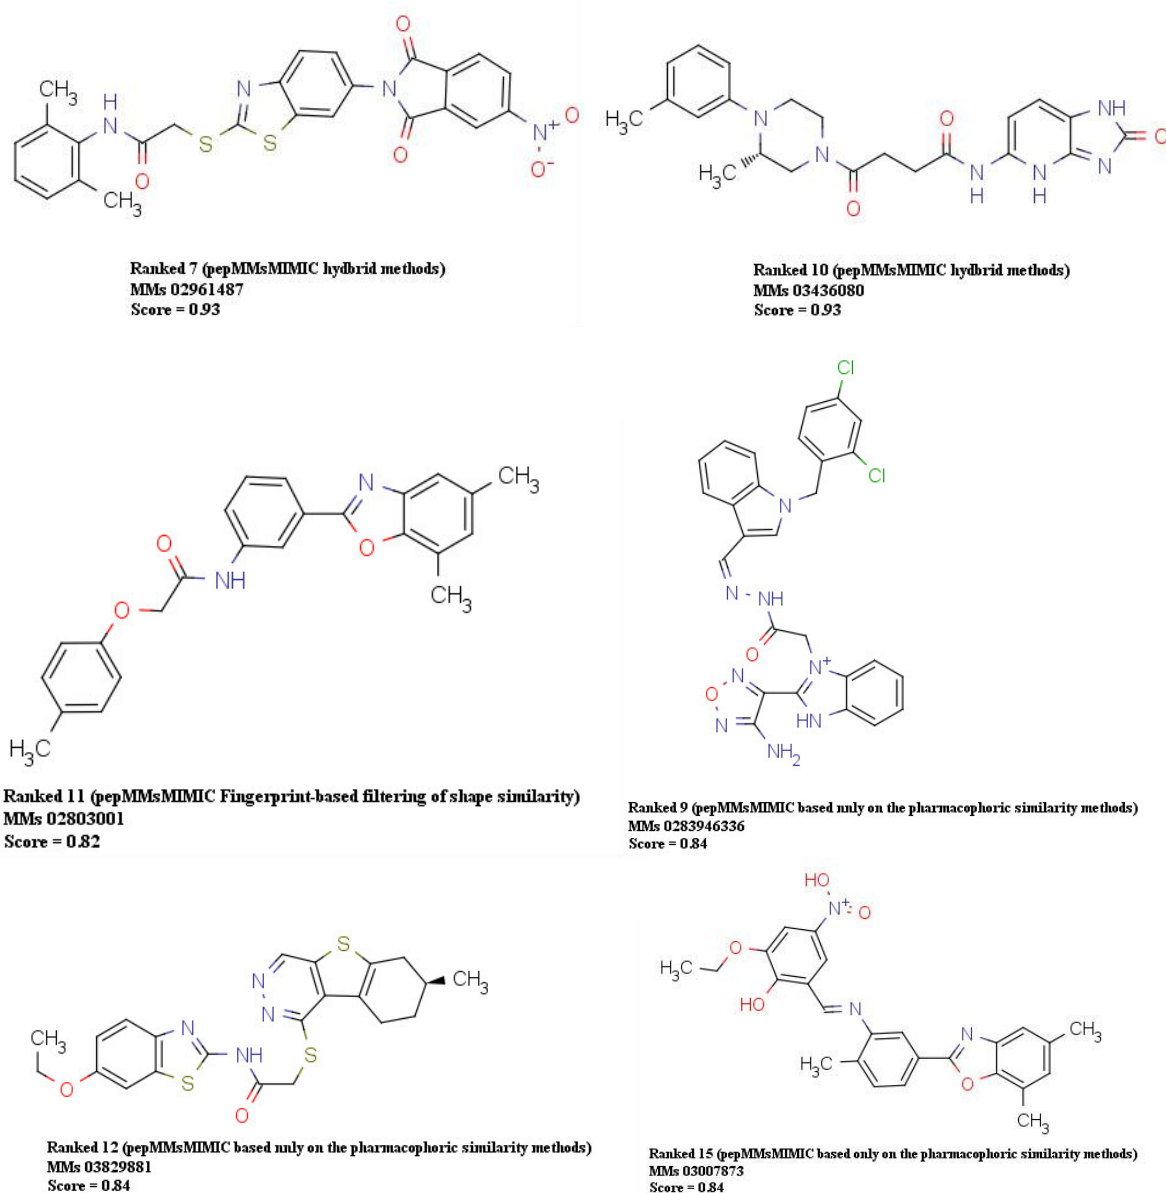 CH3
H
N
O
S
N
S
N
O
O
N+
O
O-
CH3
Ranked 7 (pepMMsMIMIC hydbrid methods)
MMs 02961487
Score = 0.93
H3C
N
H3C
N
O
O
N
H
N
H
NH
N
O
Ranked 10 (pepMMsMIMIC hydbrid methods)
MMs 03436080
Score = 0.93
O
NH
O
H3C
N
O
CH3
CH3
Ranked 11 (pepMMsMIMIC Fingerprint-based filtering of shape similarity)
MMs 02803001
Score = 0.82
Cl
Cl
N
N
NH
O
N+
HN
N
O
N
NH2
Ranked 9 (pepMMsMIMIC based nnly on the pharmacophoric similarity methods)
MMs 0283946336
Score = 0.84
S
CH3
N
N
S
CH3
O
N
S
NH
O
Ranked 12 (pepMMsMIMIC based nnly on the pharmacophoric similarity methods)
MMs 03829881
Score = 0.84
HO
N+
O
O
H3C
HO
N
CH3
N
O
CH3
CH3
Ranked 15 (pepMMsMIMIC based only on the pharmacophoric similarity methods)
MMs 03007873
Score = 0.84